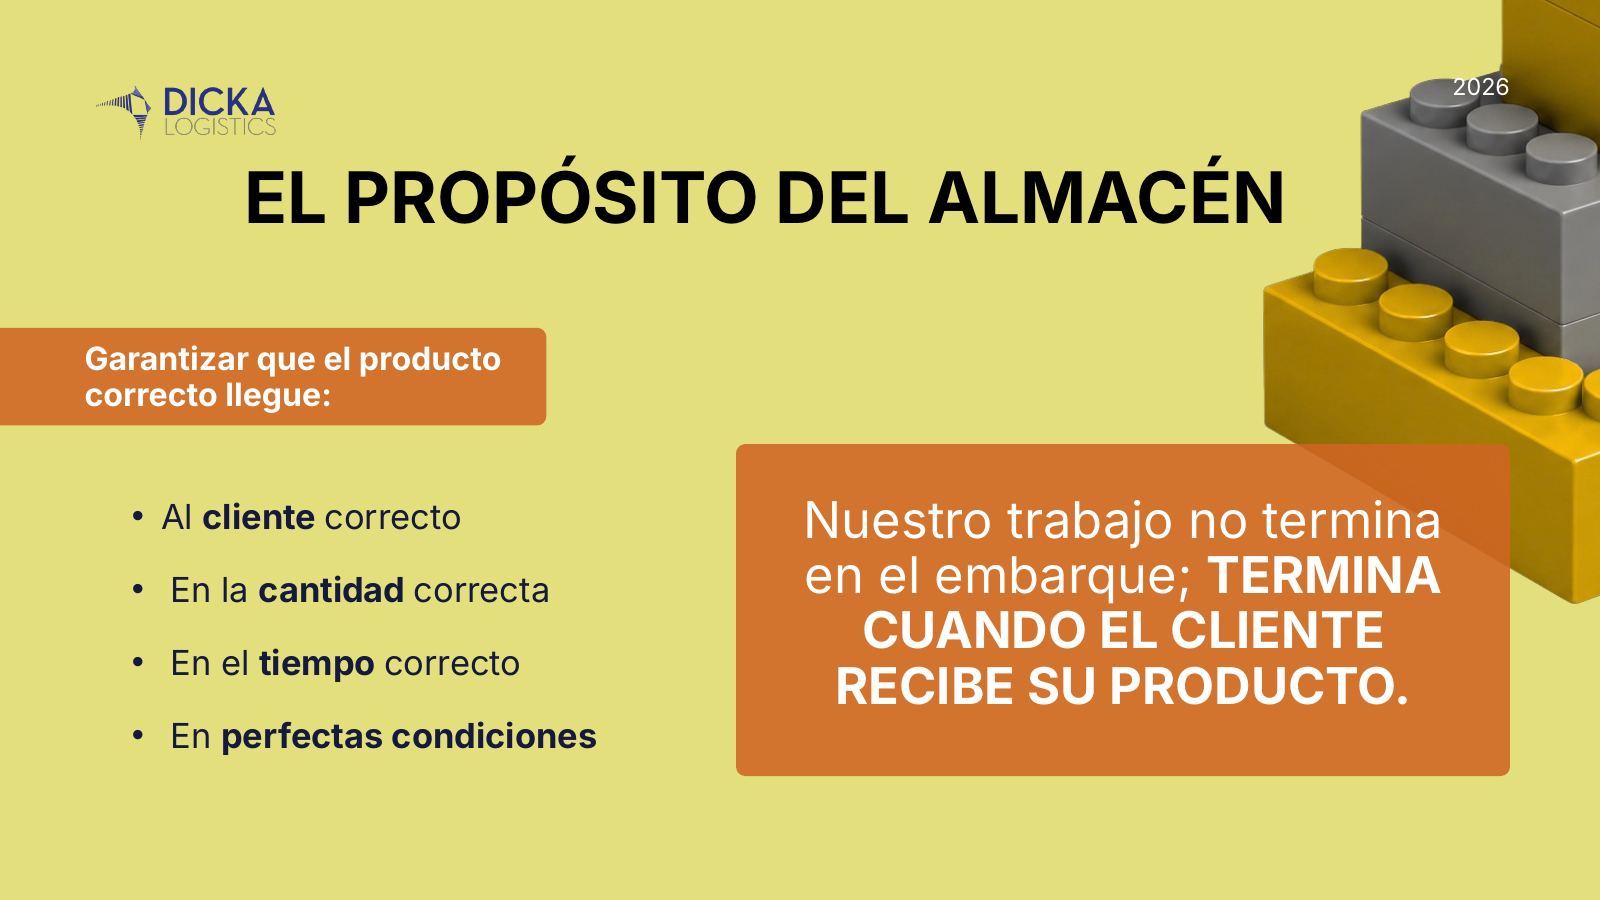 2026
DICKA
LOGISTICS
EL PROPÓSITO DEL ALMACÉN
Garantizar que el producto
correcto llegue:
• Al cliente correcto
• En la cantidad correcta
• En el tiempo correcto
• En perfectas condiciones
Nuestro trabajo no termina
en el embarque; TERMINA
CUANDO EL CLIENTE
RECIBE SU PRODUCTO.